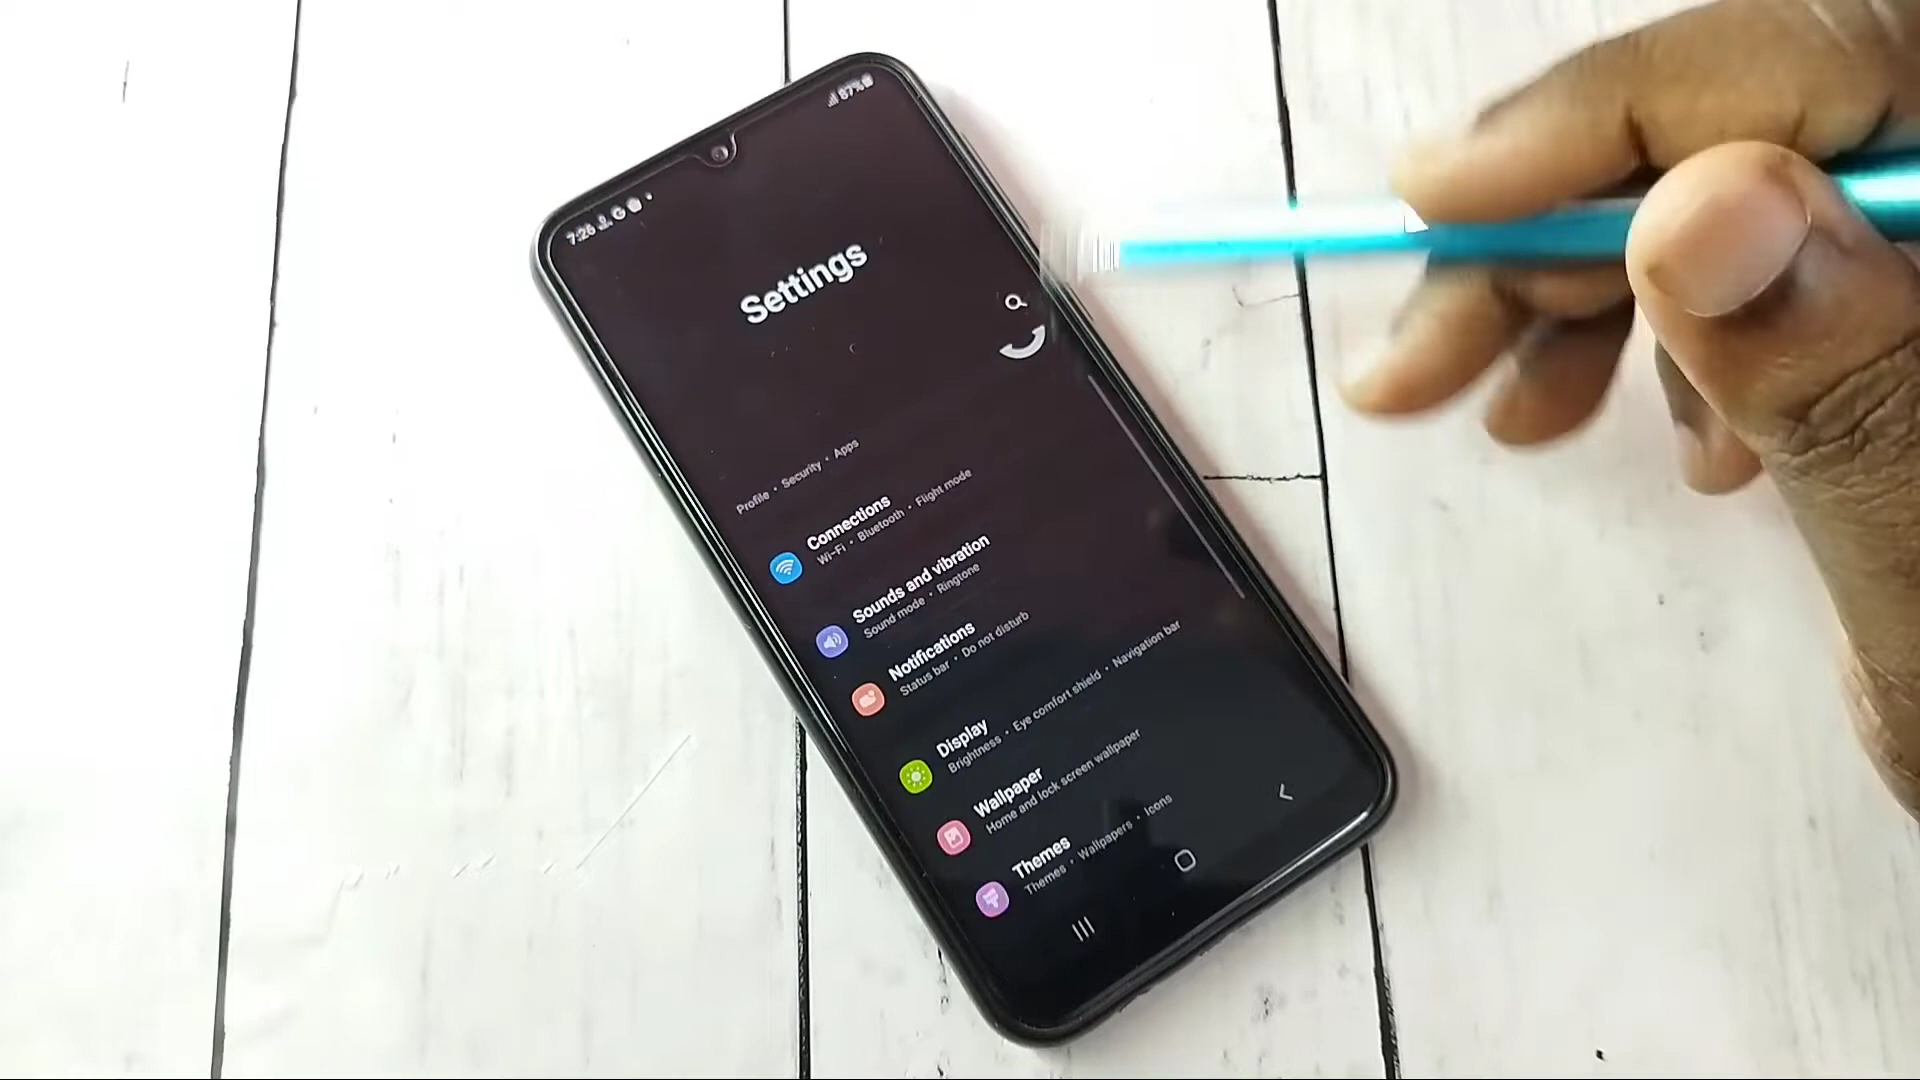 7:26 G
87%
Settings
Profile • Security • Apps
Connections
Wi-Fi • Bluetooth • Flight mode
Sounds and vibration
Sound mode • Ringtone
Notifications
Status bar • Do not disturb
Display
Brightness • Eye comfort shield • Navigation bar
Wallpaper
Home and lock screen wallpaper
Themes
Themes • Wallpapers • Icons